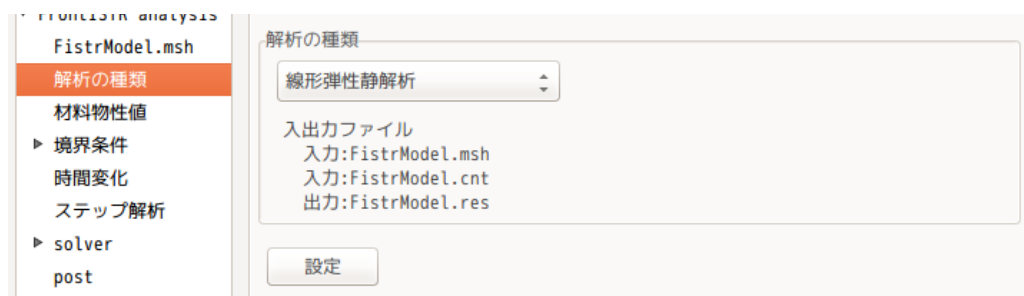 FrontISTR analysis
FistrModel.msh
解析の種類
材料物性値
境界条件
時間変化
ステップ解析
solver
post
解析の種類
線形弾性静解析
入出力ファイル
入力:FistrModel.msh
入力:FistrModel.cnt
出力:FistrModel.res
設定